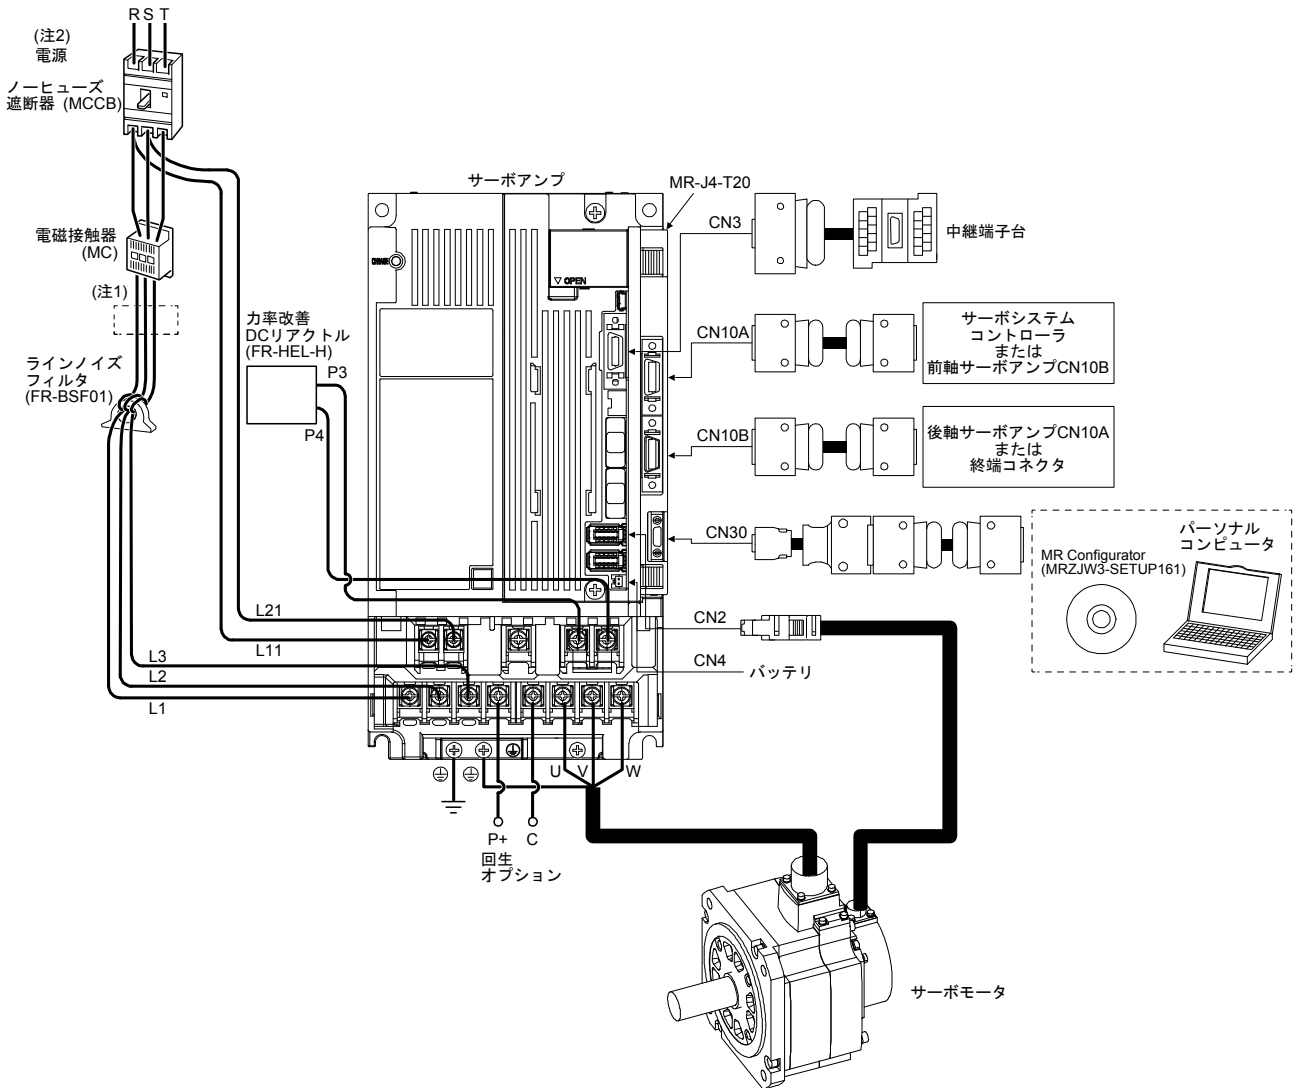 R S T
(注2)
電源
ノーヒューズ
遮断器 (MCCB)
電磁接触器
(MC)
(注1)
ラインノイズ
フィルタ
(FR-BSF01)
力率改善
DCリアクトル
(FR-HEL-H)
P3
P4
サーボアンプ
MR-J4-T20
CHARGE
▽ OPEN
CN3
中継端子台
CN10A
サーボシステム
コントローラ
または
前軸サーボアンプCN10B
CN10B
後軸サーボアンプCN10A
または
終端コネクタ
CN30
MR Configurator
(MRZJW3-SETUP161)
パーソナル
コンピュータ
CN2
CN4
バッテリ
L21
L11
L3
L2
L1
U
V
W
P+
C
回生
オプション
サーボモータ